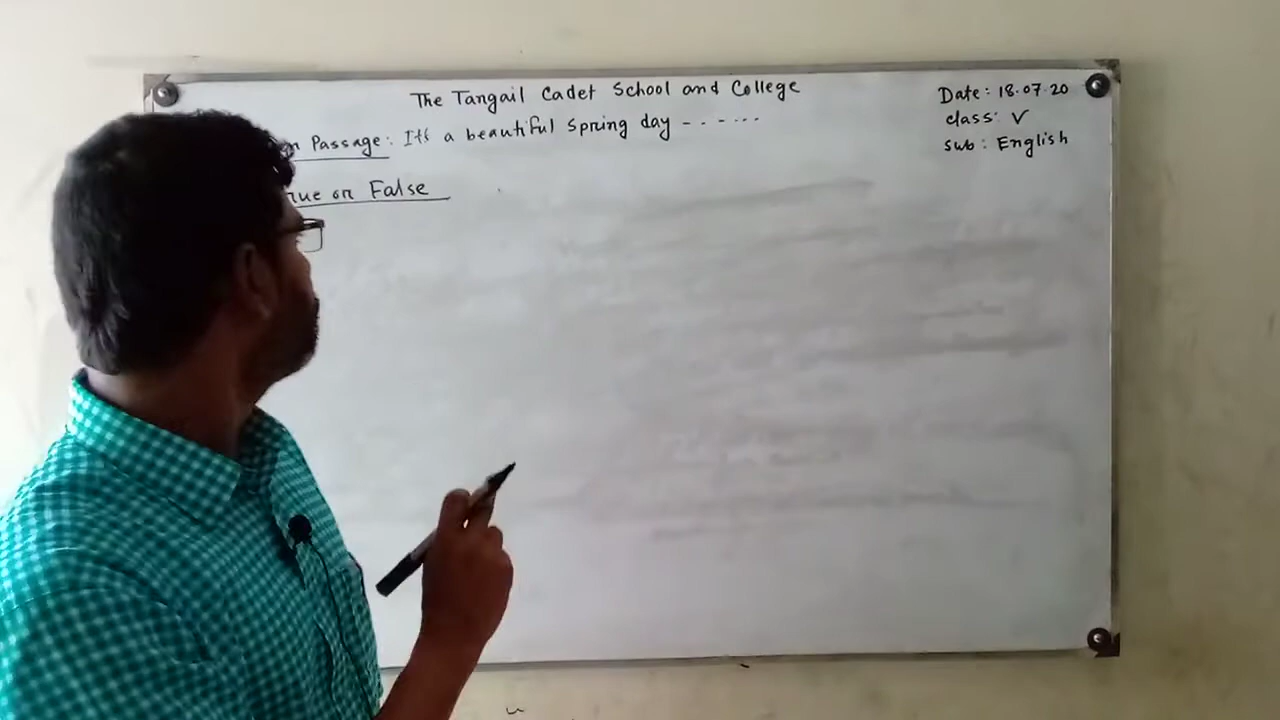 The Tangail Cadet School and College
Date: 18.07.20
Passage: It's a beautiful spring day - - - - - -
class: V
sub: English
or False